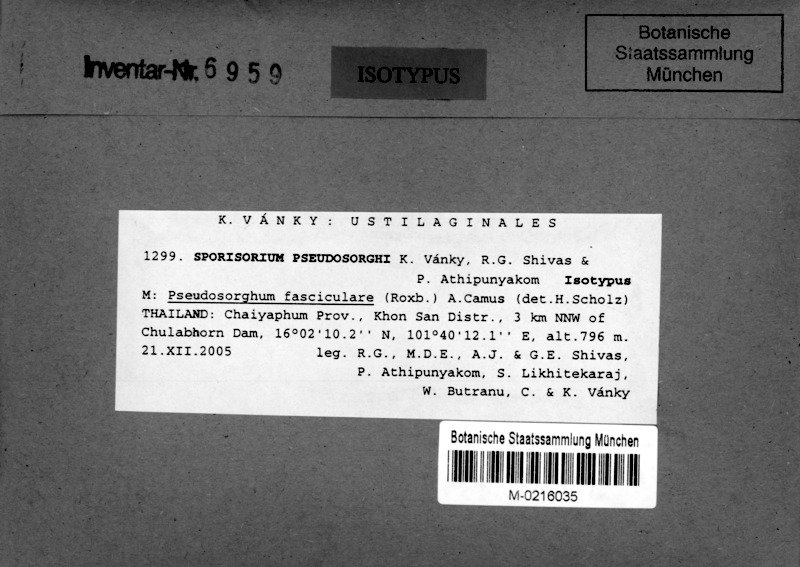 Inventar-Nr. 6959
ISOTYPUS
Botanische
Staatssammlung
München
K. VÁNKY: USTILAGINALES
1299. SPORISORIUM PSEUDOSORGHI K. Vánky, R.G. Shivas &
P. Athipunyakom Isotypus
M: Pseudosorghum fasciculare (Roxb.) A.Camus (det.H.Scholz)
THAILAND: Chaiyaphum Prov., Khon San Distr., 3 km NNW of
Chulabhorn Dam, 16°02'10.2'' N, 101°40'12.1'' E, alt.796 m.
21.XII.2005 leg. R.G., M.D.E., A.J. & G.E. Shivas,
P. Athipunyakom, S. Likhitekaraj,
W. Butranu, C. & K. Vánky
Botanische Staatssammlung München
M-0216035